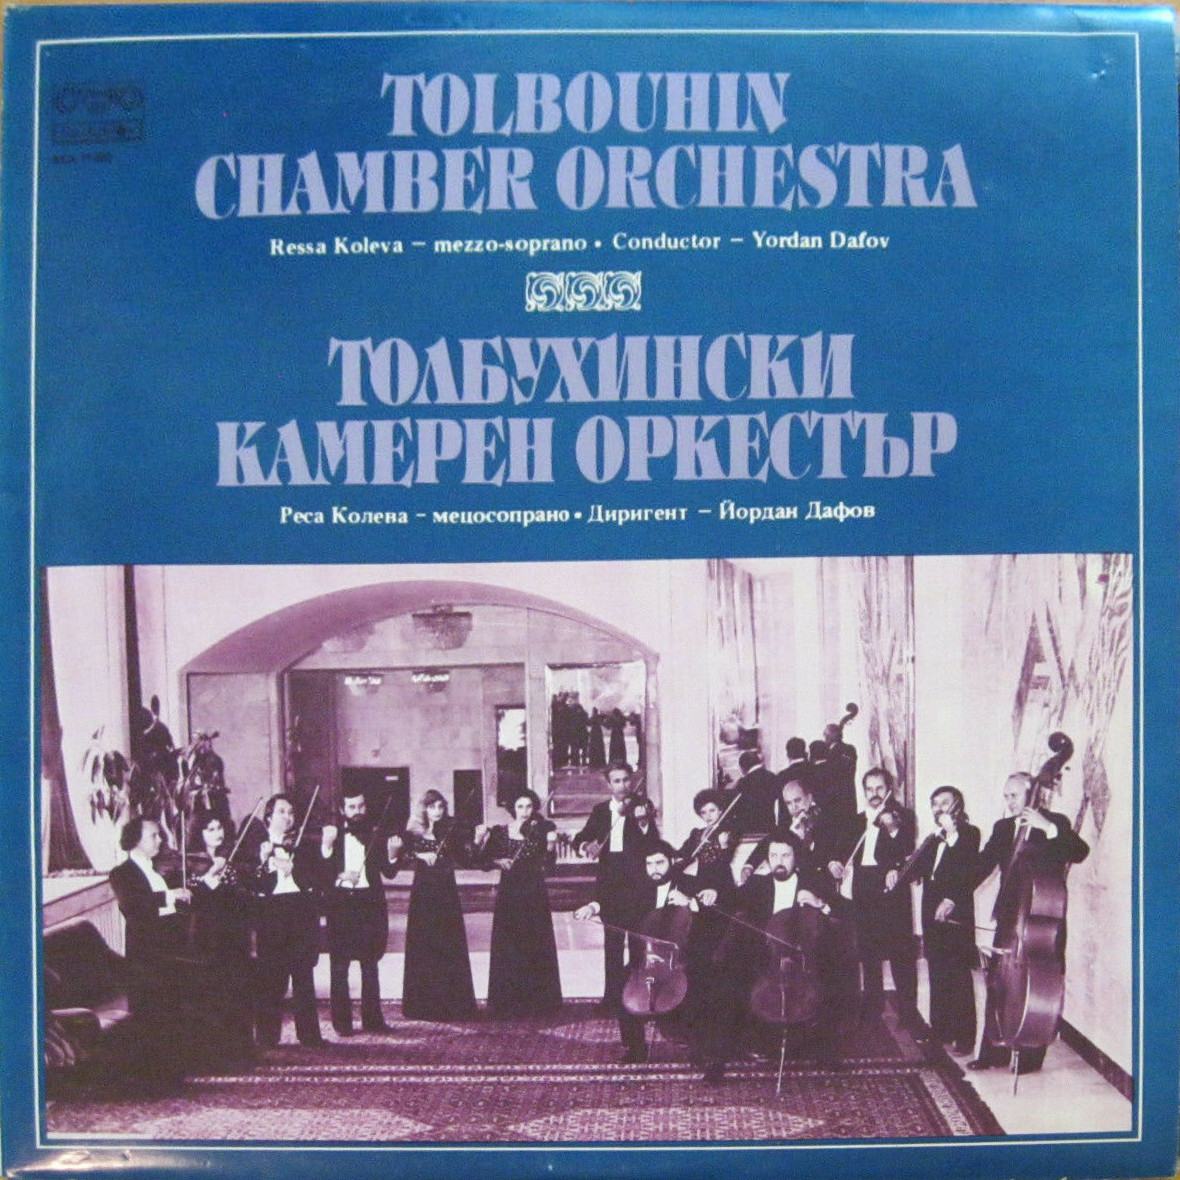 TOLBOUHIN
CHAMBER ORCHESTRA
Ressa Koleva – mezzo-soprano • Conductor – Yordan Dafov
ТОЛБУХИНСКИ
КАМЕРЕН ОРКЕСТЪР
Реса Колева – мецосопрано • Диригент – Йордан Дафов